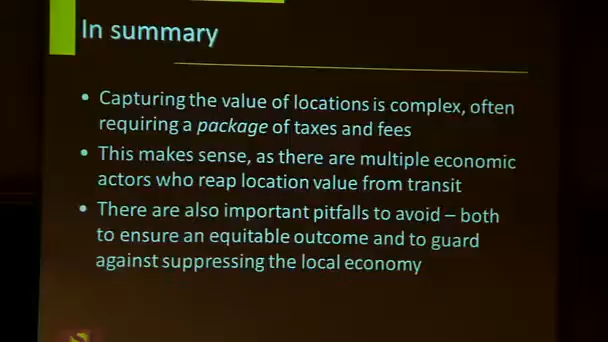 In summary
• Capturing the value of locations is complex, often
requiring a package of taxes and fees
• This makes sense, as there are multiple economic
actors who reap location value from transit
• There are also important pitfalls to avoid – both
to ensure an equitable outcome and to guard
against suppressing the local economy